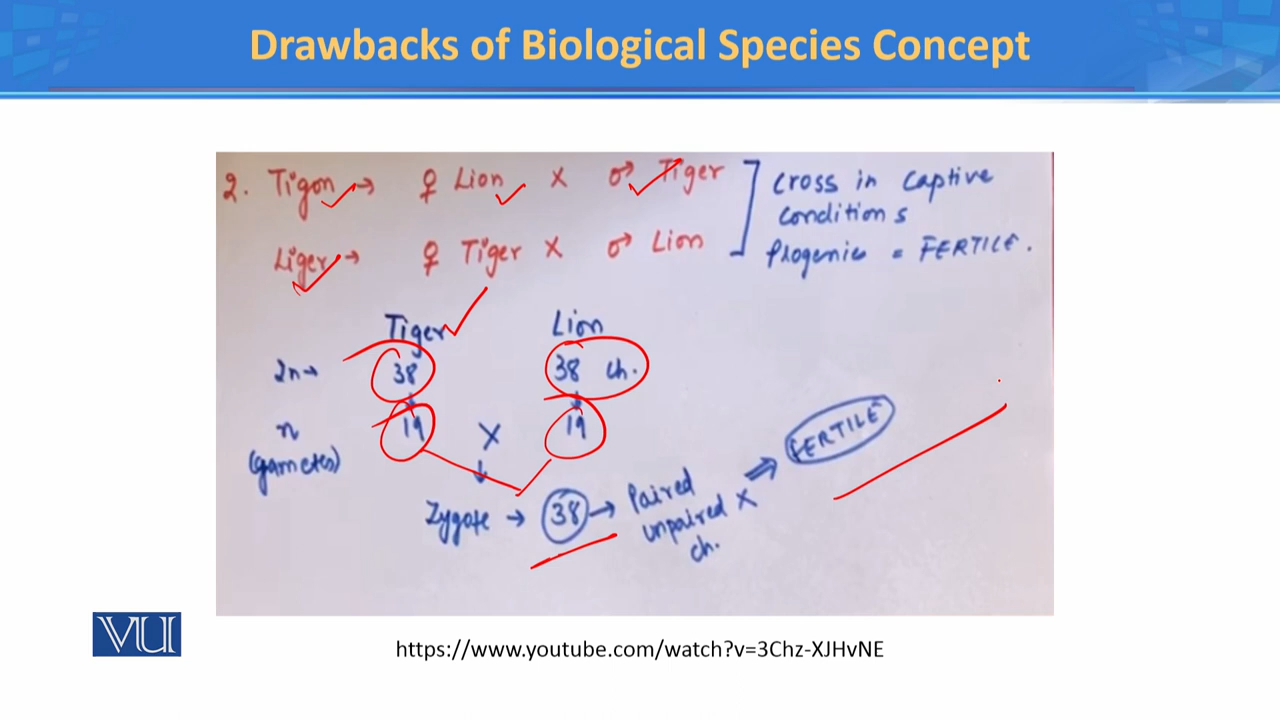 Drawbacks of Biological Species Concept
2. Tigon → ♀ Lion X ♂ Tiger
Cross in captive
conditions
Liger → ♀ Tiger X ♂ Lion
Progenies = FERTILE.
Tiger Lion
2n → 38 38 ch.
n 19 X 19
(gametes)
Zygote → 38 → Paired
unpaired X
ch.
⇒ FERTILE
VU
https://www.youtube.com/watch?v=3Chz-XJHvNE